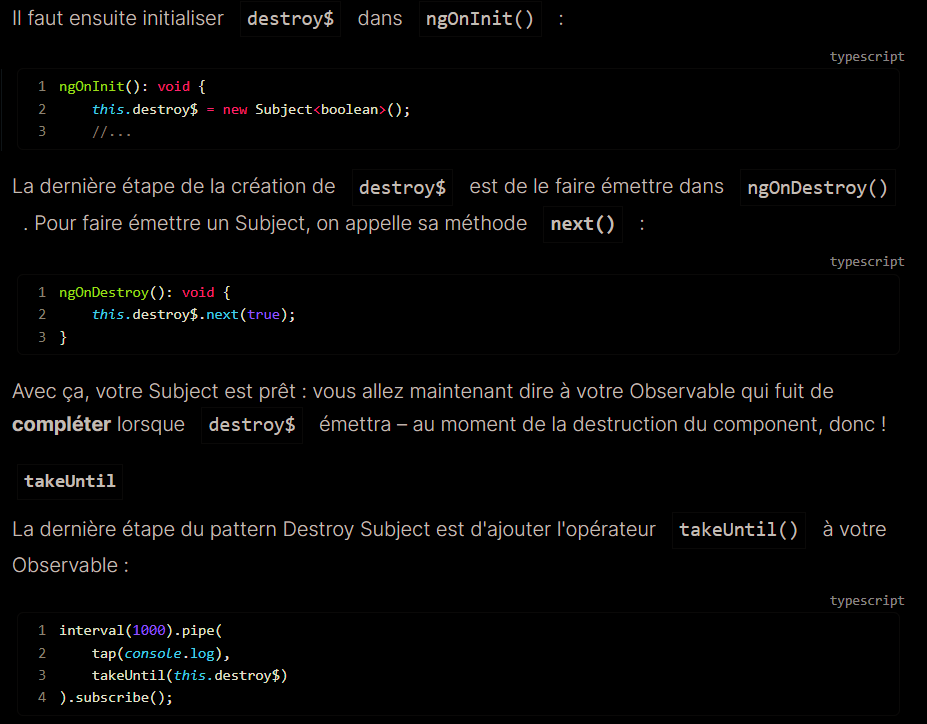 Il faut ensuite initialiser destroy$ dans ngOnInit() :
typescript
1 ngOnInit(): void {
2     this.destroy$ = new Subject<boolean>();
3     //...
La dernière étape de la création de destroy$ est de le faire émettre dans ngOnDestroy()
. Pour faire émettre un Subject, on appelle sa méthode next() :
typescript
1 ngOnDestroy(): void {
2     this.destroy$.next(true);
3 }
Avec ça, votre Subject est prêt : vous allez maintenant dire à votre Observable qui fuit de
compléter lorsque destroy$ émettra – au moment de la destruction du component, donc !
takeUntil
La dernière étape du pattern Destroy Subject est d'ajouter l'opérateur takeUntil() à votre
Observable :
typescript
1 interval(1000).pipe(
2     tap(console.log),
3     takeUntil(this.destroy$)
4 ).subscribe();